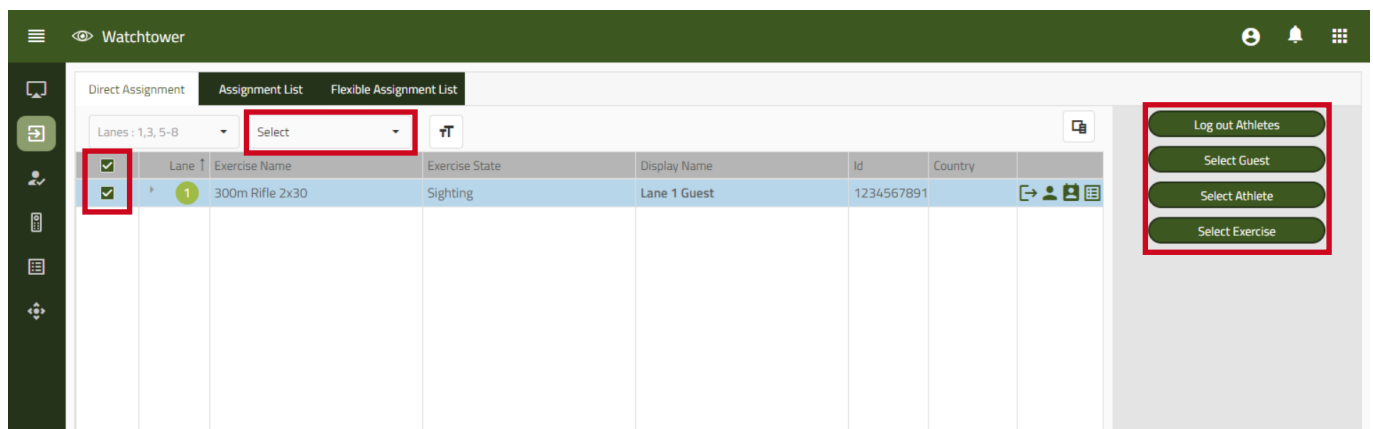 Watchtower
Direct Assignment Assignment List Flexible Assignment List
Lanes : 1,3, 5-8 Select TT
Log out Athletes
Select Guest
Select Athlete
Select Exercise
Lane ↑ Exercise Name Exercise State Display Name Id Country
1 300m Rifle 2x30 Sighting Lane 1 Guest 1234567891